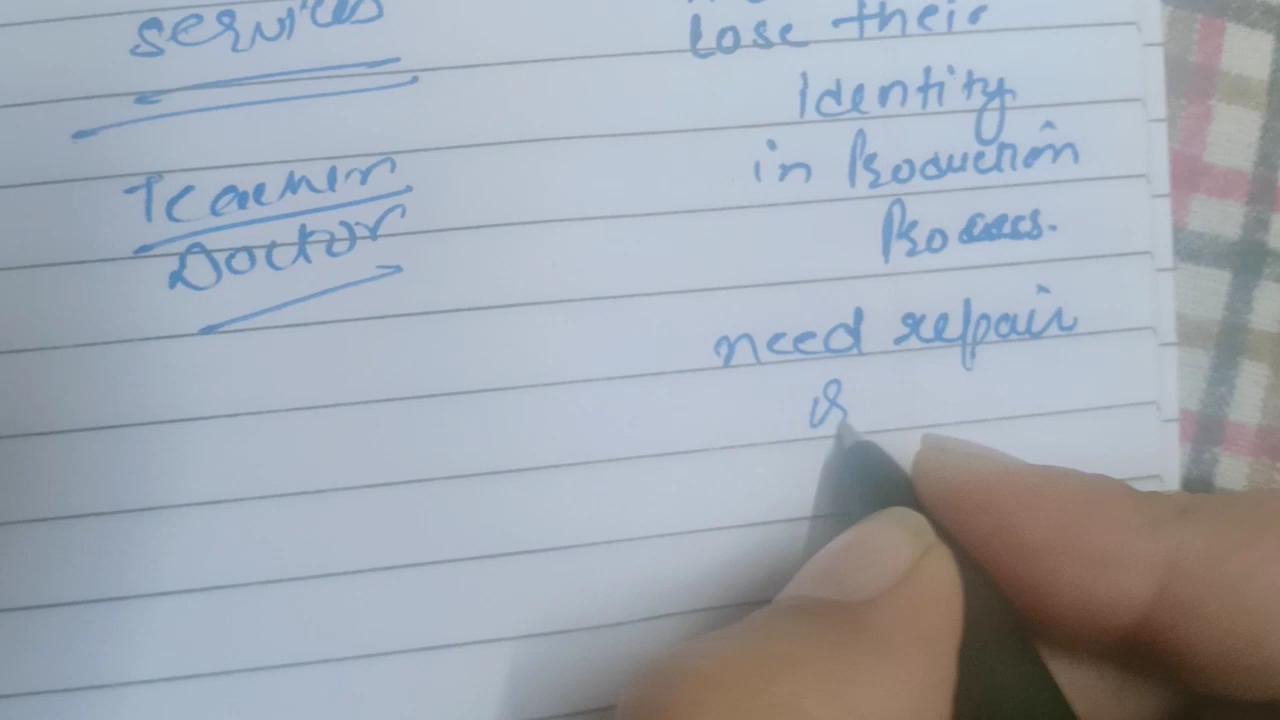 services
Teacher
Doctor
Lose their
Identity
in Production
Process.
need repair
&